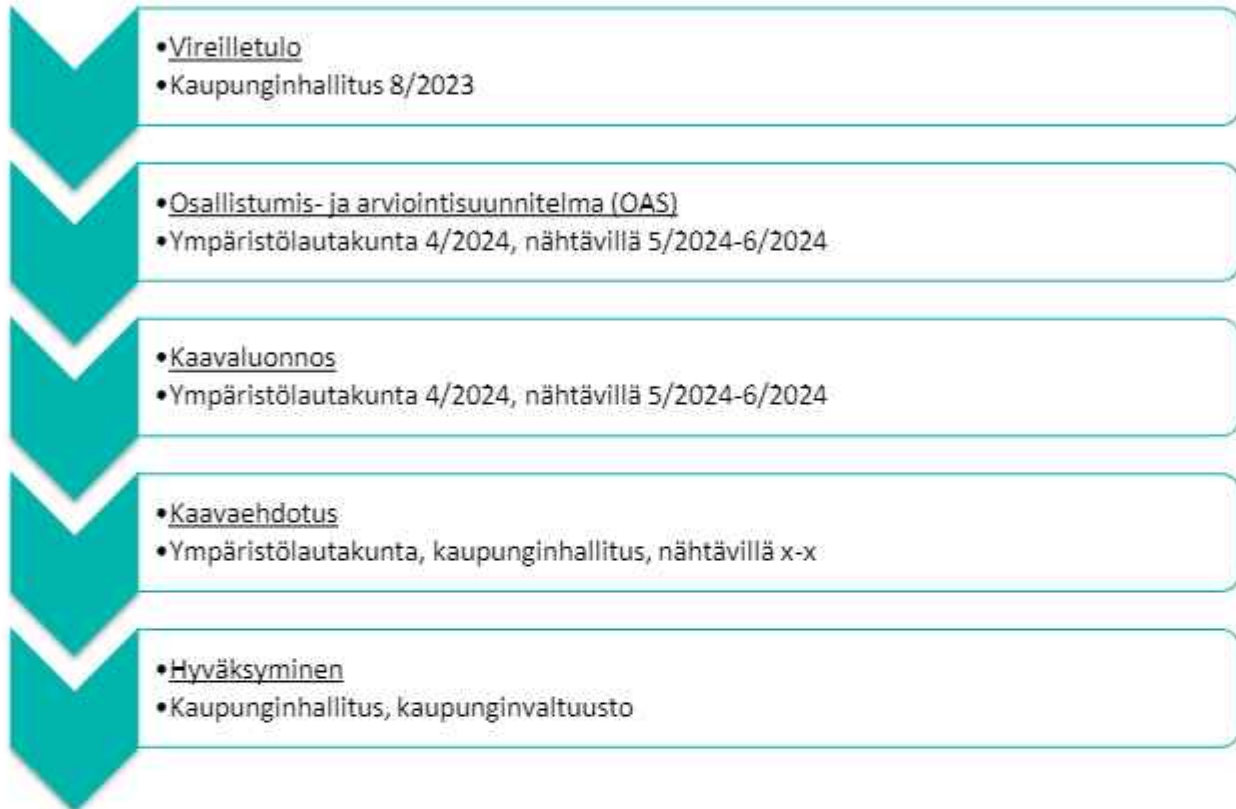 •Vireilletulo
•Kaupunginhallitus 8/2023
•Osallistumis- ja arviointisuunnitelma (OAS)
•Ympäristölautakunta 4/2024, nähtävillä 5/2024-6/2024
•Kaavaluonnos
•Ympäristölautakunta 4/2024, nähtävillä 5/2024-6/2024
•Kaavaehdotus
•Ympäristölautakunta, kaupunginhallitus, nähtävillä x-x
•Hyväksyminen
•Kaupunginhallitus, kaupunginvaltuusto